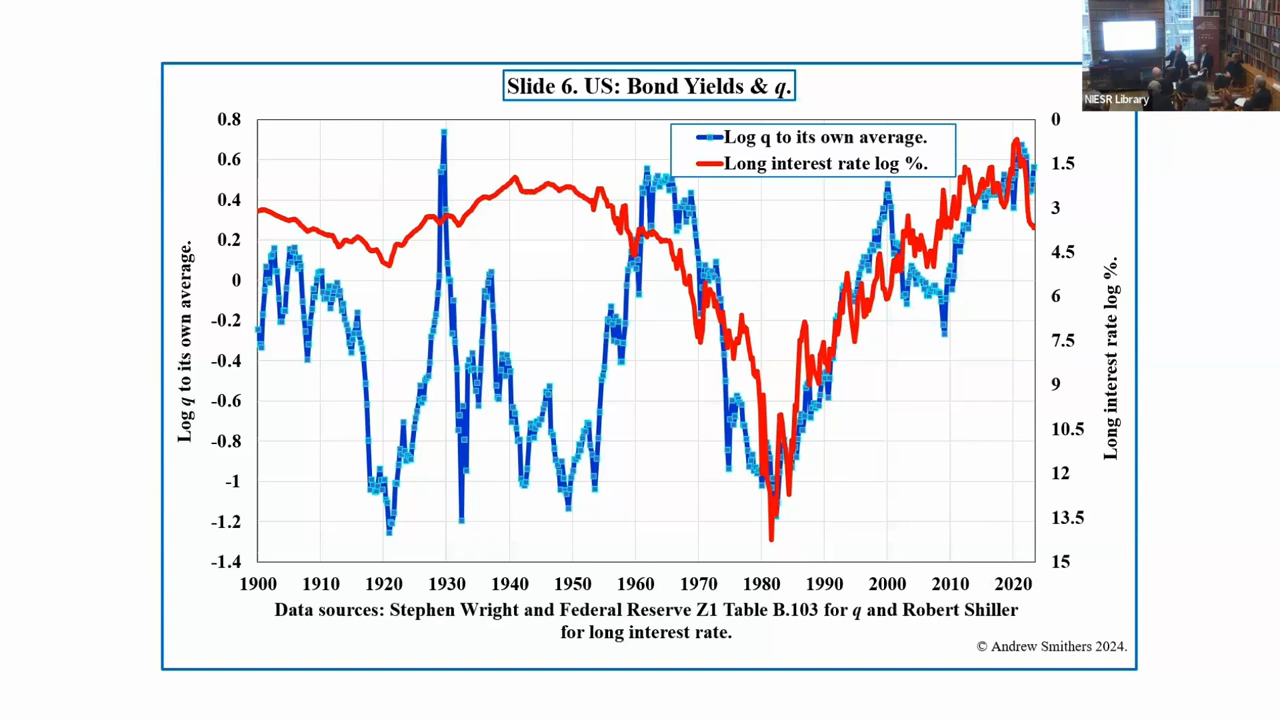 NIESR Library
Slide 6. US: Bond Yields & q.
Log q to its own average.
Long interest rate log %.
Log q to its own average.
0.8
0.6
0.4
0.2
0
-0.2
-0.4
-0.6
-0.8
-1
-1.2
-1.4
0
1.5
3
4.5
6
7.5
9
10.5
12
13.5
15
Long interest rate log %.
1900 1910 1920 1930 1940 1950 1960 1970 1980 1990 2000 2010 2020
Data sources: Stephen Wright and Federal Reserve Z1 Table B.103 for q and Robert Shiller
for long interest rate.
© Andrew Smithers 2024.